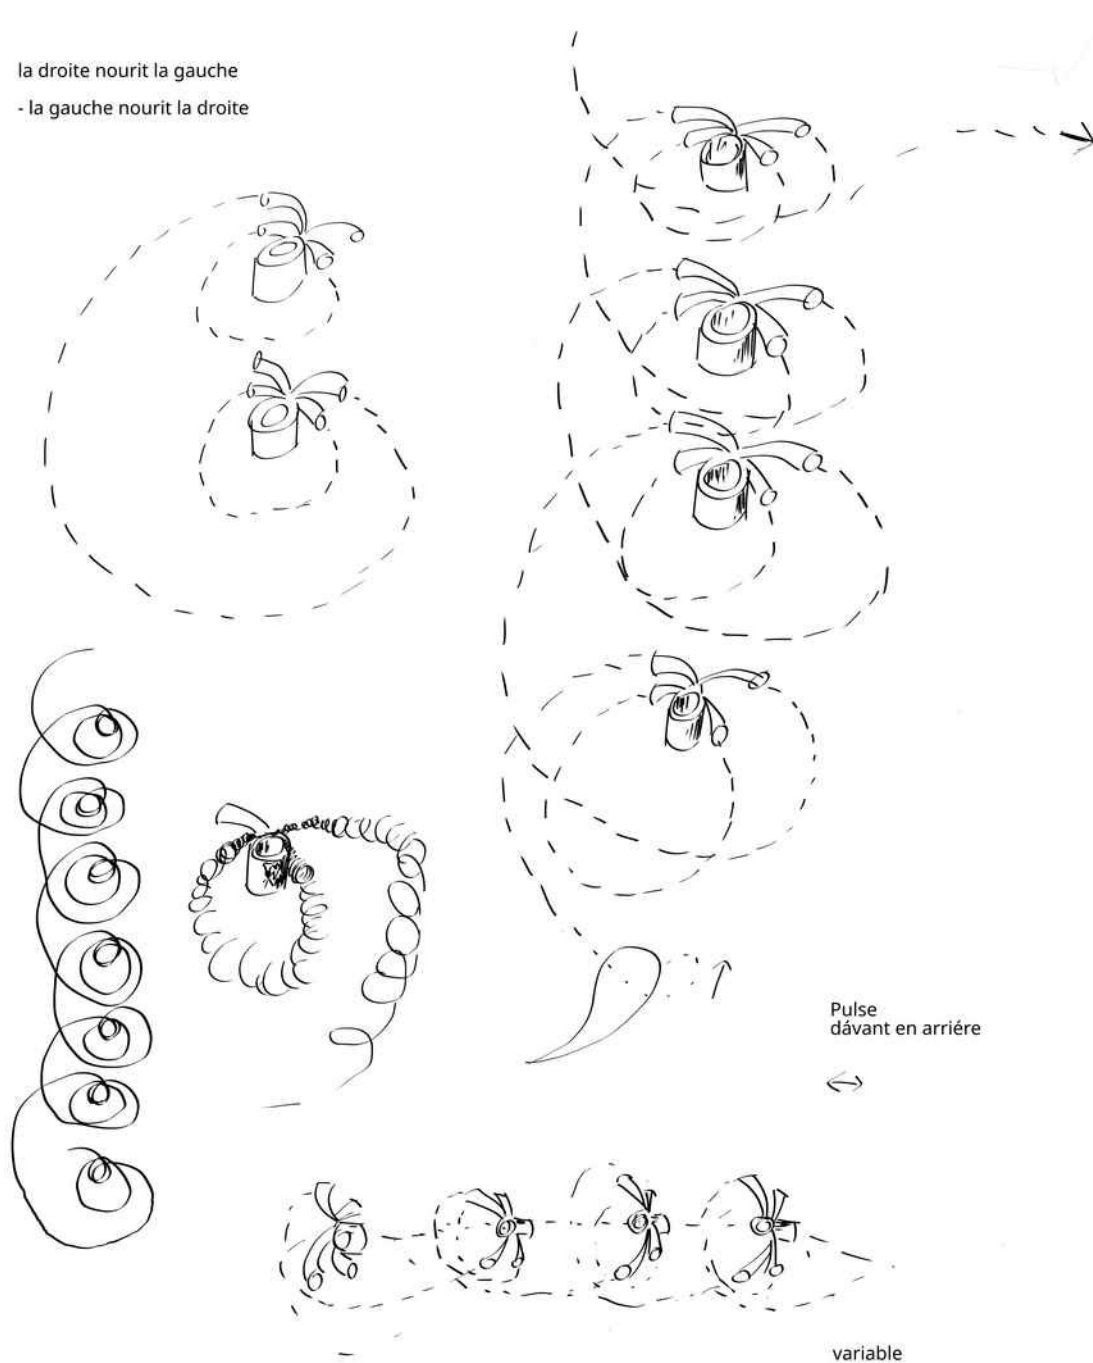 la droite nourit la gauche
- la gauche nourit la droite
Pulse
dávant en arriére
variable